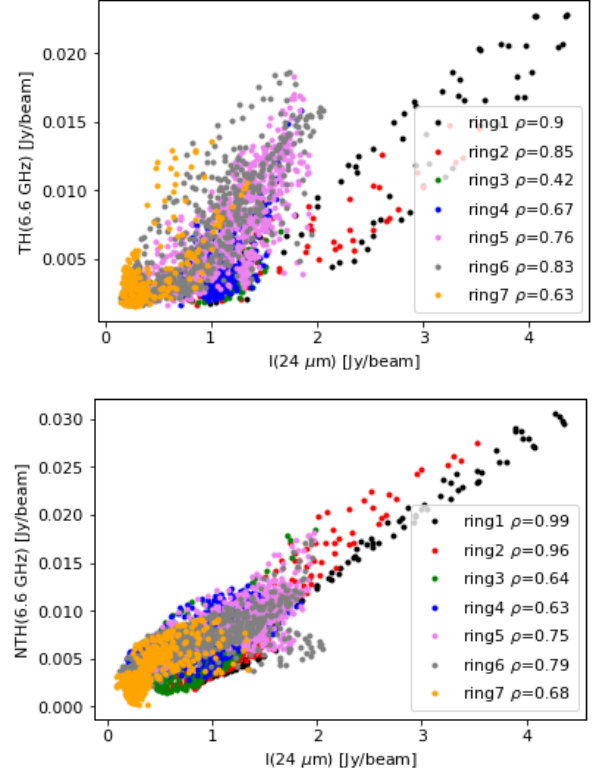 0.020
0.015
0.010
0.005
TH(6.6 GHz) [Jy/beam]
ring1 ρ=0.9
ring2 ρ=0.85
ring3 ρ=0.42
ring4 ρ=0.67
ring5 ρ=0.76
ring6 ρ=0.83
ring7 ρ=0.63
0 1 2 3 4
I(24 μm) [Jy/beam]
0.030
0.025
0.020
0.015
0.010
0.005
0.000
NTH(6.6 GHz) [Jy/beam]
ring1 ρ=0.99
ring2 ρ=0.96
ring3 ρ=0.64
ring4 ρ=0.63
ring5 ρ=0.75
ring6 ρ=0.79
ring7 ρ=0.68
0 1 2 3 4
I(24 μm) [Jy/beam]